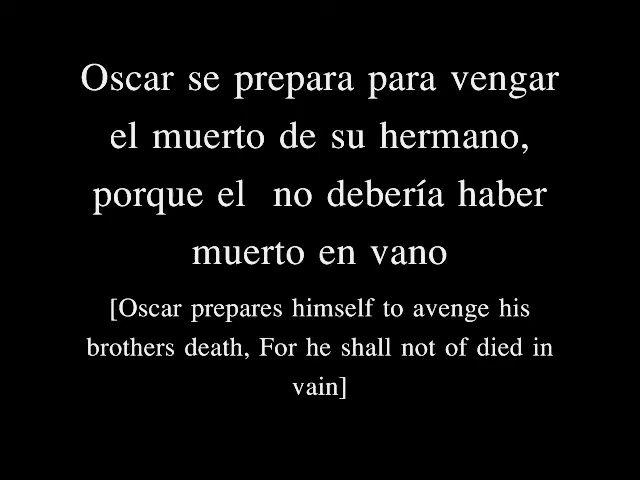 Oscar se prepara para vengar
el muerto de su hermano,
porque el  no debería haber
muerto en vano
[Oscar prepares himself to avenge his
brothers death, For he shall not of died in
vain]